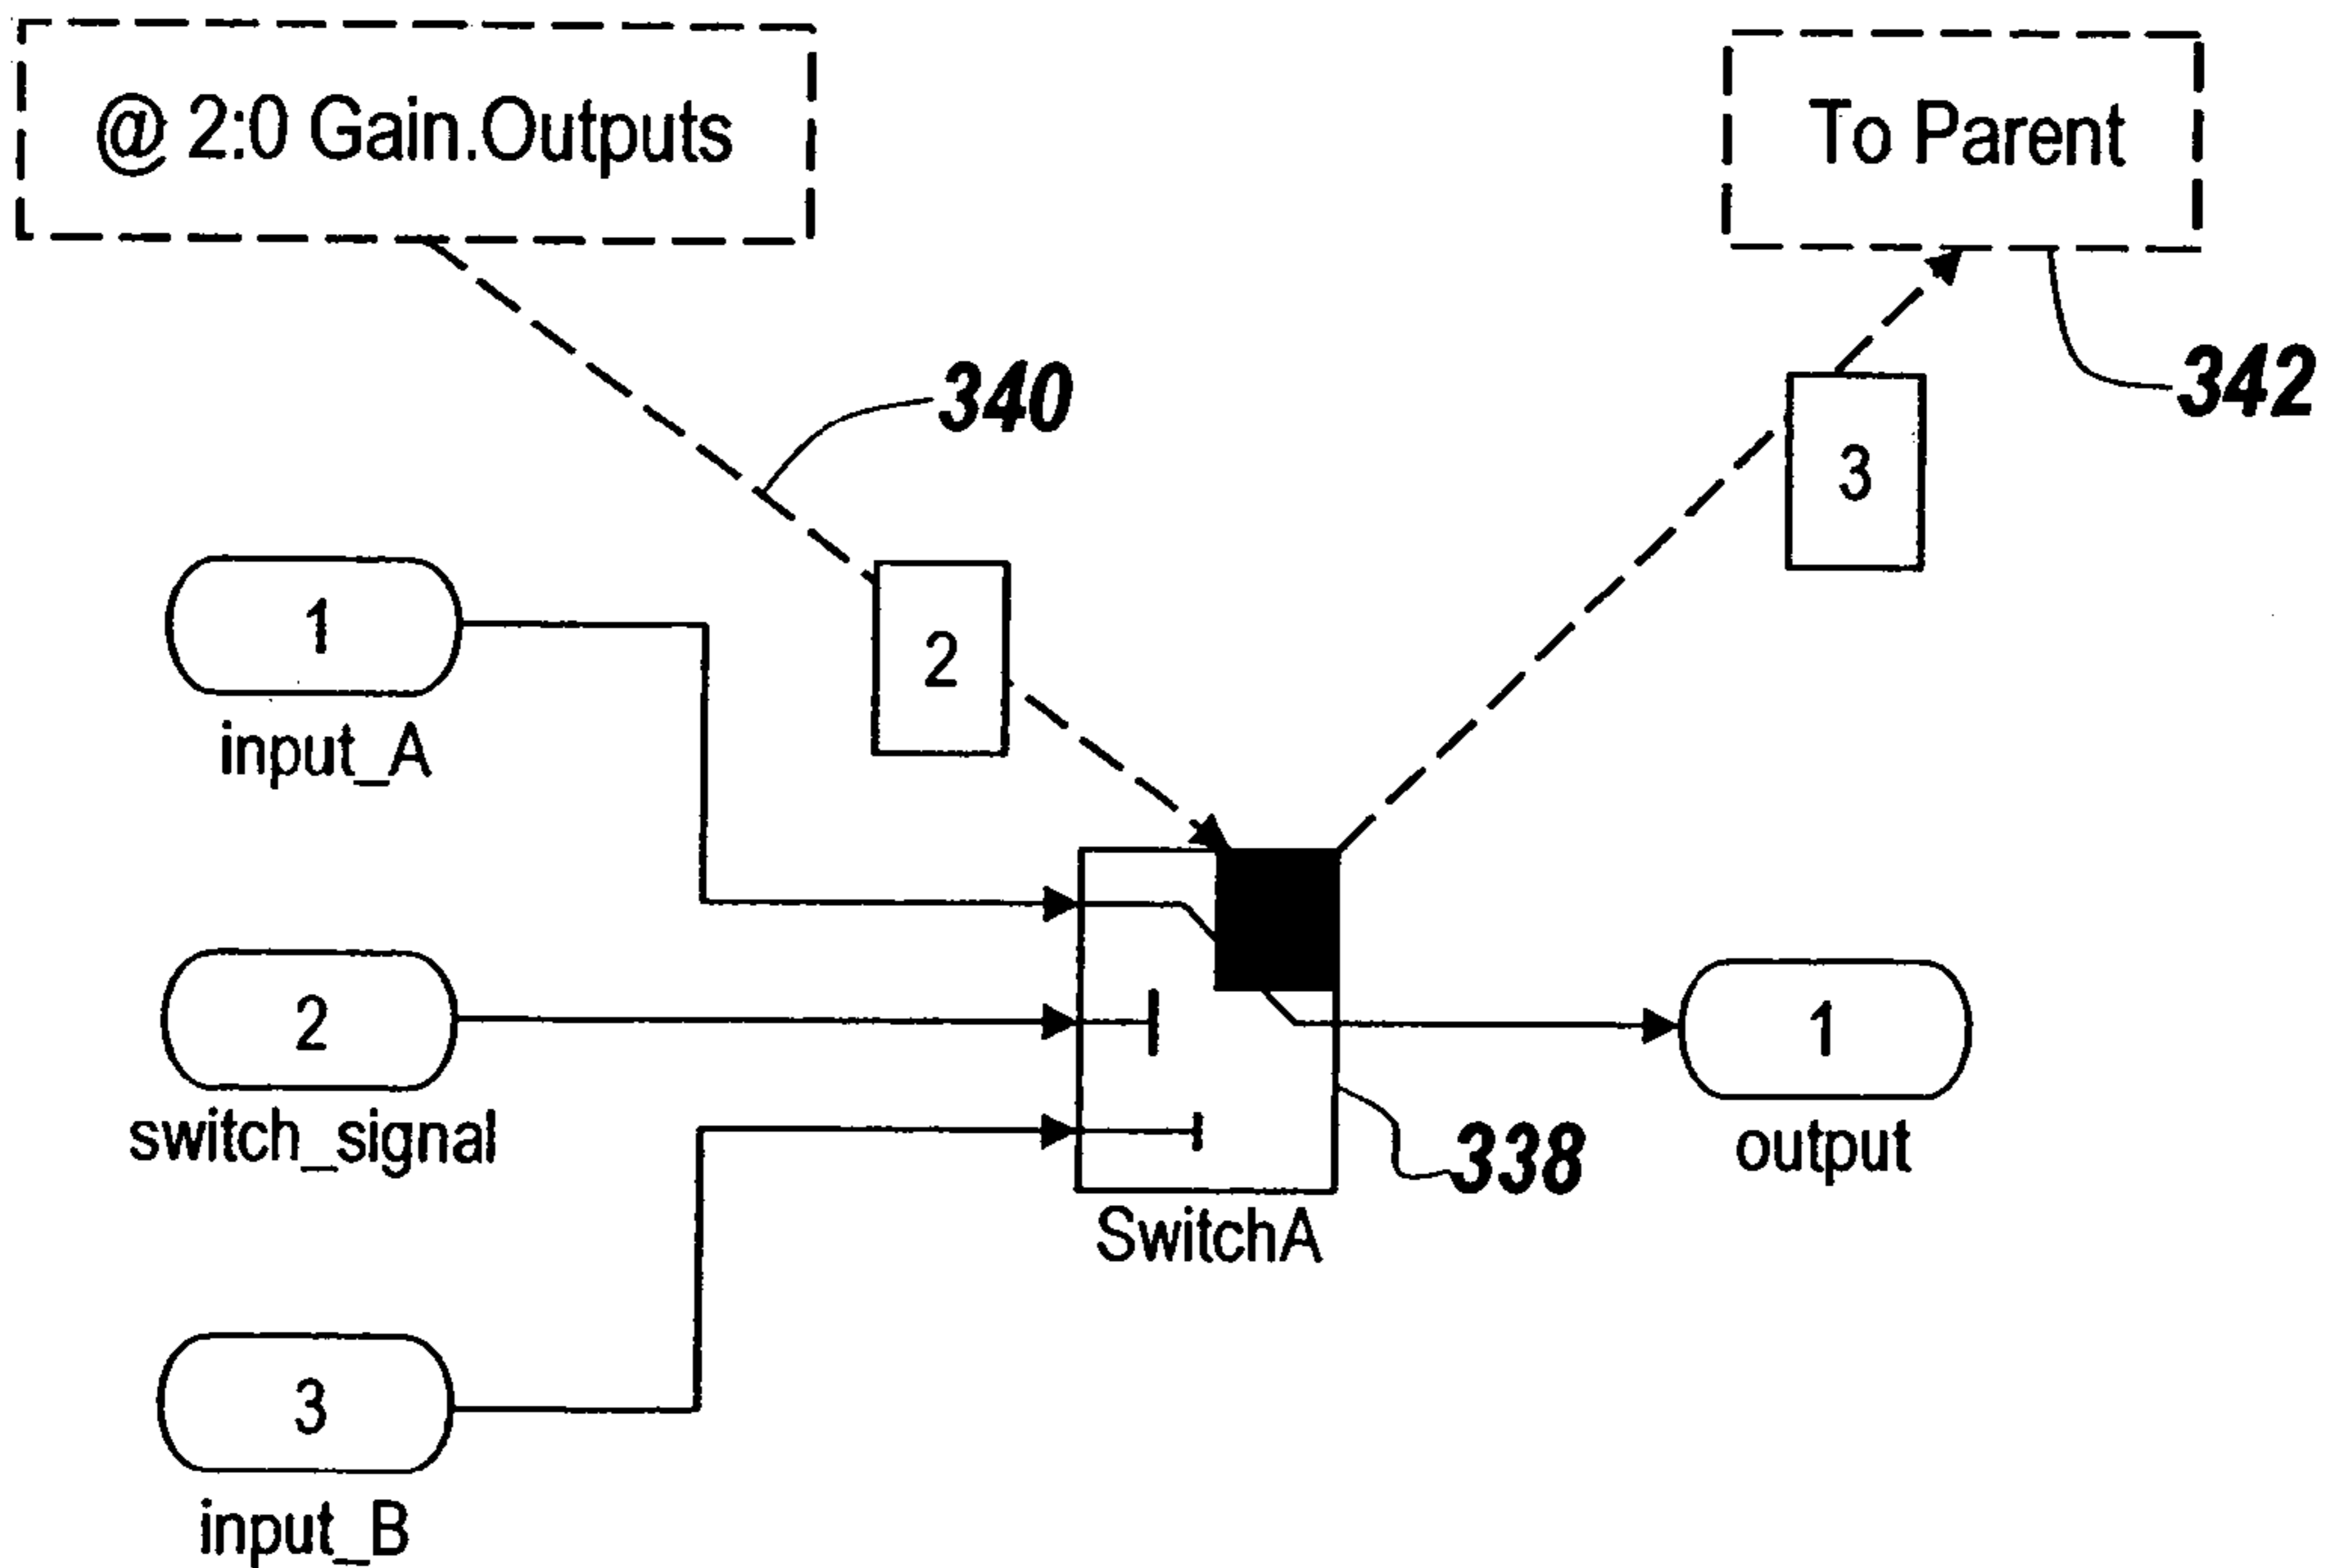 @ 2:0 Gain.Outputs
To Parent
340
342
3
1
2
input_A
2
1
switch_signal
338
output
SwitchA
3
input_B